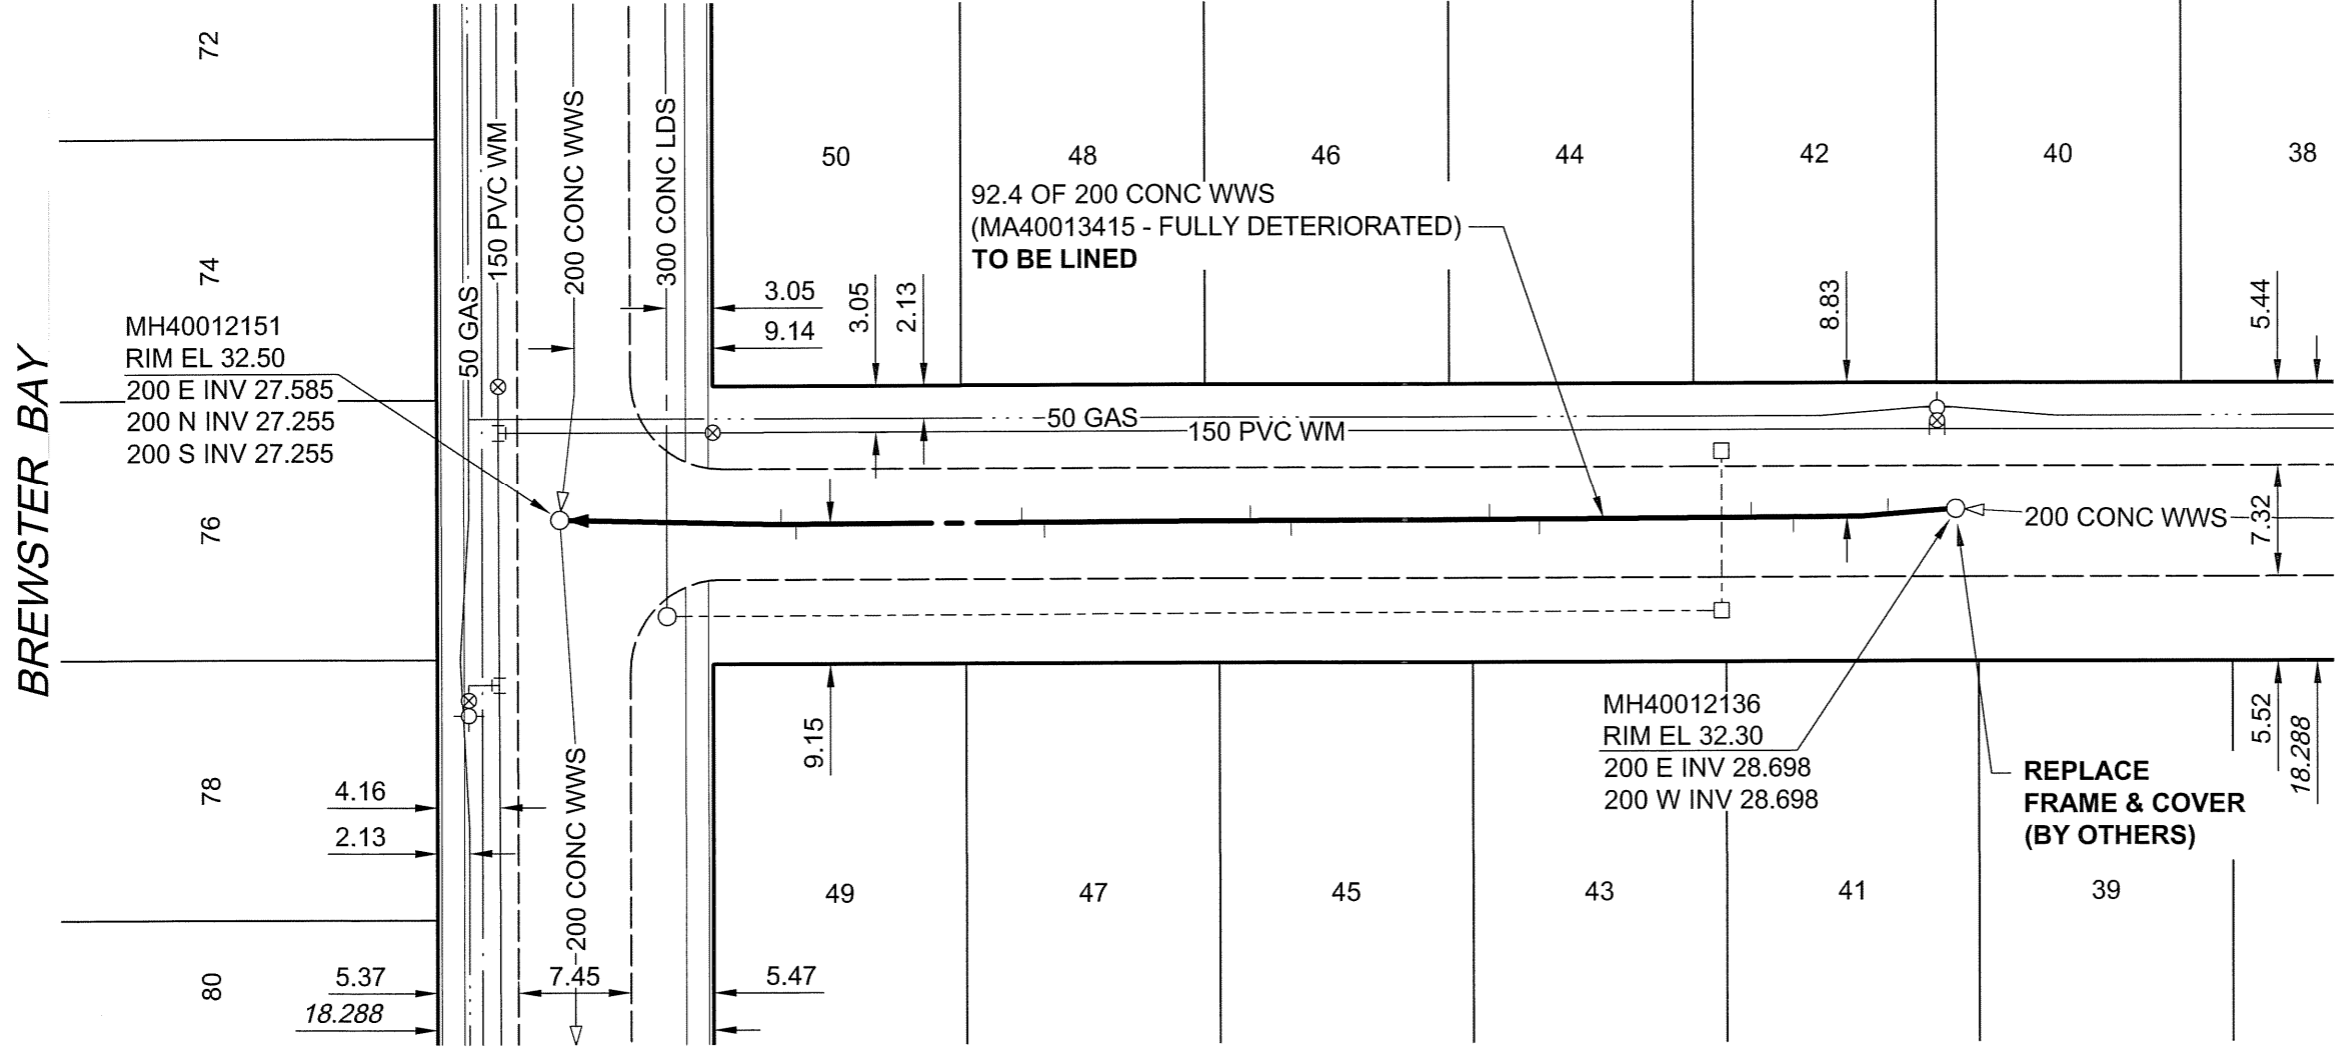 72
74
76
78
80
BREWSTER BAY
MH40012151
RIM EL 32.50
200 E INV 27.585
200 N INV 27.255
200 S INV 27.255
50 GAS
150 PVC WM
200 CONC WWS
300 CONC LDS
3.05
9.14
3.05
2.13
50
48
46
44
42
40
38
92.4 OF 200 CONC WWS
(MA40013415 - FULLY DETERIORATED)
TO BE LINED
8.83
5.44
50 GAS
150 PVC WM
200 CONC WWS
7.32
9.15
MH40012136
RIM EL 32.30
200 E INV 28.698
200 W INV 28.698
REPLACE
FRAME & COVER
(BY OTHERS)
5.52
18.288
4.16
2.13
200 CONC WWS
5.37
18.288
7.45
5.47
49
47
45
43
41
39